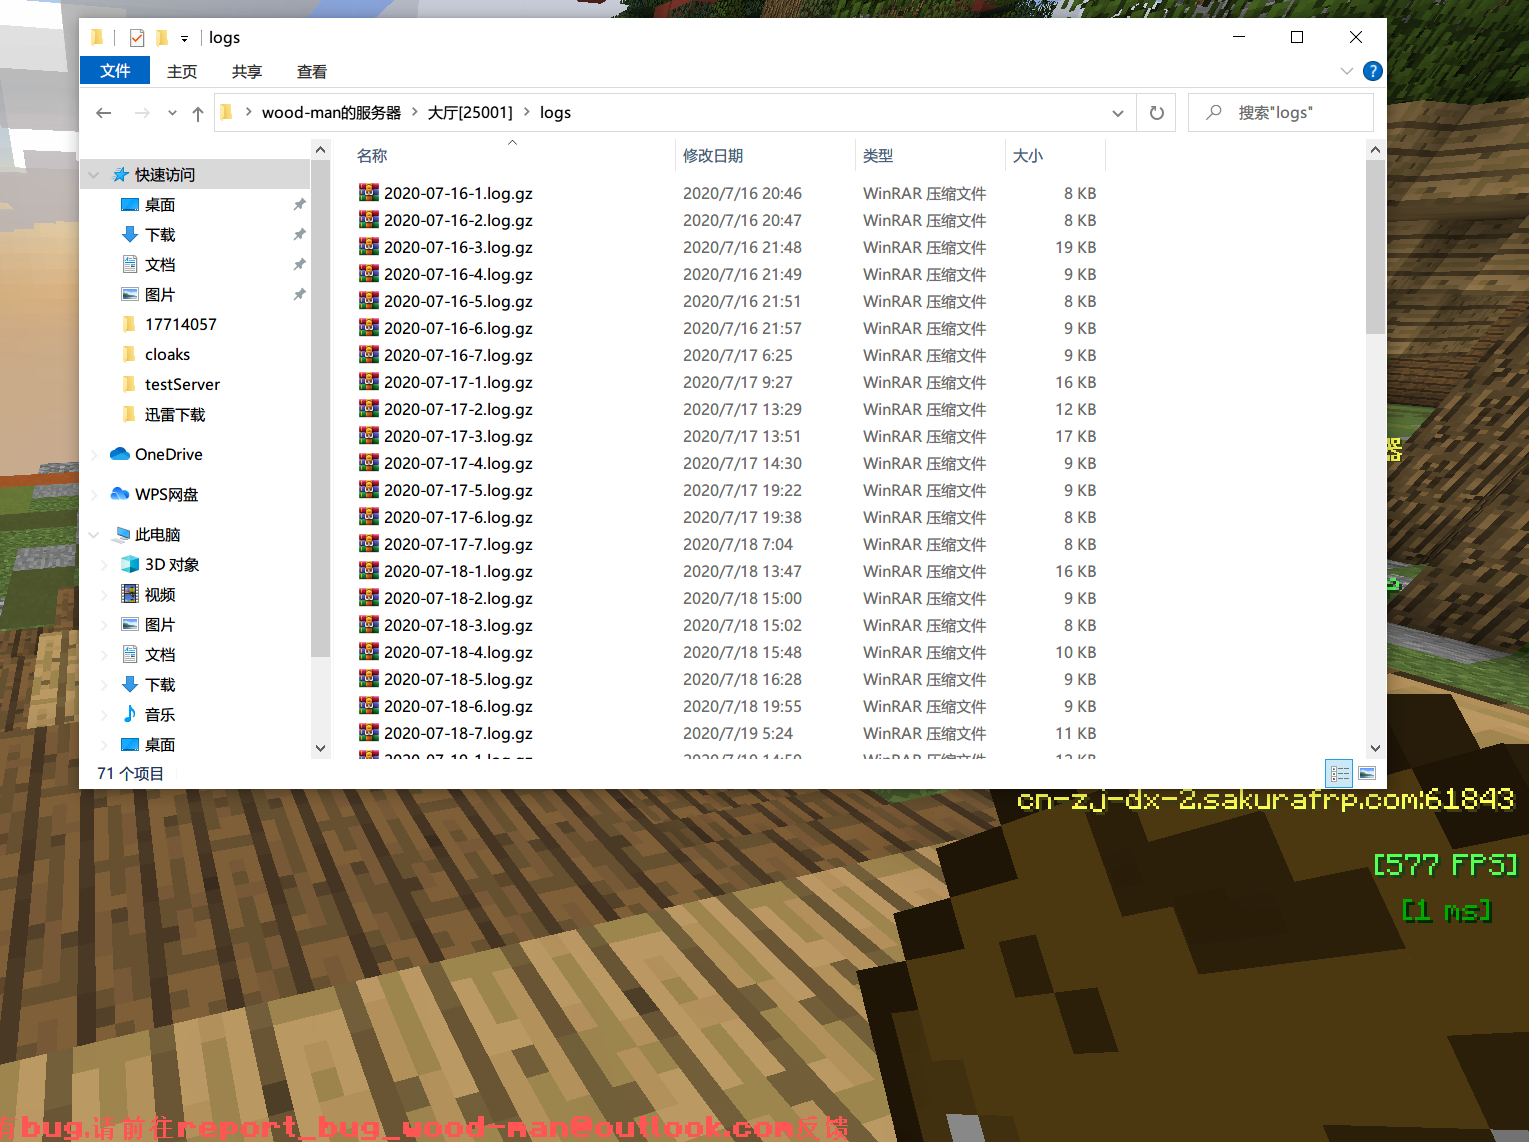 logs
文件 主页 共享 查看
wood-man的服务器 大厅[25001] logs 搜索"logs"
名称 修改日期 类型 大小
快速访问
桌面
下载
文档
图片
17714057
cloaks
testServer
迅雷下载
OneDrive
WPS网盘
此电脑
3D 对象
视频
图片
文档
下载
音乐
桌面
2020-07-16-1.log.gz 2020/7/16 20:46 WinRAR 压缩文件 8 KB
2020-07-16-2.log.gz 2020/7/16 20:47 WinRAR 压缩文件 8 KB
2020-07-16-3.log.gz 2020/7/16 21:48 WinRAR 压缩文件 19 KB
2020-07-16-4.log.gz 2020/7/16 21:49 WinRAR 压缩文件 9 KB
2020-07-16-5.log.gz 2020/7/16 21:51 WinRAR 压缩文件 8 KB
2020-07-16-6.log.gz 2020/7/16 21:57 WinRAR 压缩文件 9 KB
2020-07-16-7.log.gz 2020/7/17 6:25 WinRAR 压缩文件 9 KB
2020-07-17-1.log.gz 2020/7/17 9:27 WinRAR 压缩文件 16 KB
2020-07-17-2.log.gz 2020/7/17 13:29 WinRAR 压缩文件 12 KB
2020-07-17-3.log.gz 2020/7/17 13:51 WinRAR 压缩文件 17 KB
2020-07-17-4.log.gz 2020/7/17 14:30 WinRAR 压缩文件 9 KB
2020-07-17-5.log.gz 2020/7/17 19:22 WinRAR 压缩文件 9 KB
2020-07-17-6.log.gz 2020/7/17 19:38 WinRAR 压缩文件 8 KB
2020-07-17-7.log.gz 2020/7/18 7:04 WinRAR 压缩文件 8 KB
2020-07-18-1.log.gz 2020/7/18 13:47 WinRAR 压缩文件 16 KB
2020-07-18-2.log.gz 2020/7/18 15:00 WinRAR 压缩文件 9 KB
2020-07-18-3.log.gz 2020/7/18 15:02 WinRAR 压缩文件 8 KB
2020-07-18-4.log.gz 2020/7/18 15:48 WinRAR 压缩文件 10 KB
2020-07-18-5.log.gz 2020/7/18 16:28 WinRAR 压缩文件 9 KB
2020-07-18-6.log.gz 2020/7/18 19:55 WinRAR 压缩文件 9 KB
2020-07-18-7.log.gz 2020/7/19 5:24 WinRAR 压缩文件 11 KB
71 个项目
器
cn-zj-dx-2.sakurafrp.com:61843
[577 FPS]
[1 ms]
有bug,请前往report_bug_wood-man@outlook.com反馈